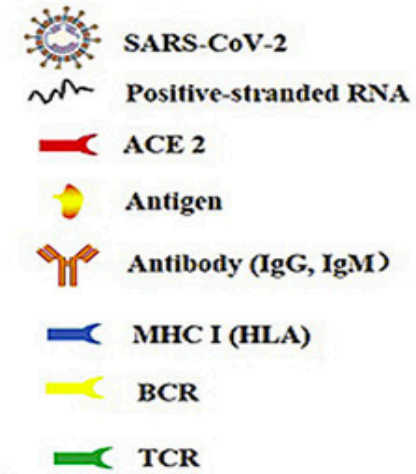 SARS-CoV-2
Positive-stranded RNA
ACE 2
Antigen
Antibody (IgG, IgM）
MHC I (HLA)
BCR
TCR